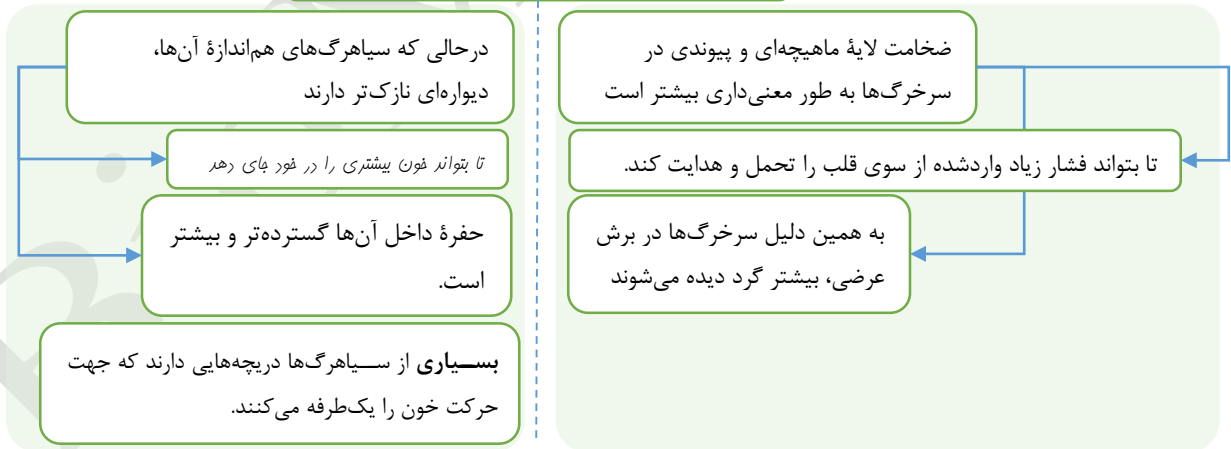 ضخامت لایهٔ ماهیچه‌ای و پیوندی در
سرخرگ‌ها به طور معنی‌داری بیشتر است
تا بتواند فشار زیاد واردشده از سوی قلب را تحمل و هدایت کند.
به همین دلیل سرخرگ‌ها در برش
عرضی، بیشتر گرد دیده می‌شوند
درحالی که سیاهرگ‌های هم‌اندازهٔ آن‌ها،
دیواره‌ای نازک‌تر دارند
تا بتواند خون بیشتری را در خود جای دهد
حفرهٔ داخل آن‌ها گسترده‌تر و بیشتر
است.
بسـیاری از سـیاهرگ‌ها دریچه‌هایی دارند که جهت
حرکت خون را یک‌طرفه می‌کنند.